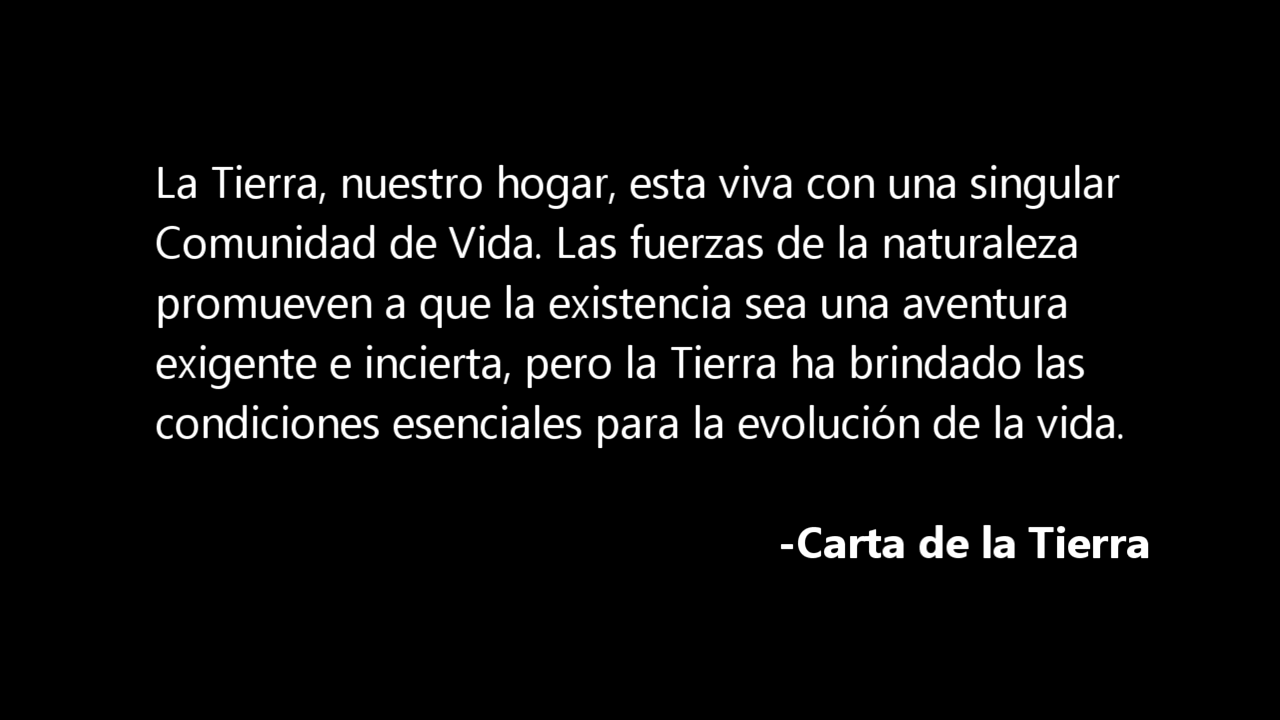 La Tierra, nuestro hogar, esta viva con una singular
Comunidad de Vida. Las fuerzas de la naturaleza
promueven a que la existencia sea una aventura
exigente e incierta, pero la Tierra ha brindado las
condiciones esenciales para la evolución de la vida.
-Carta de la Tierra